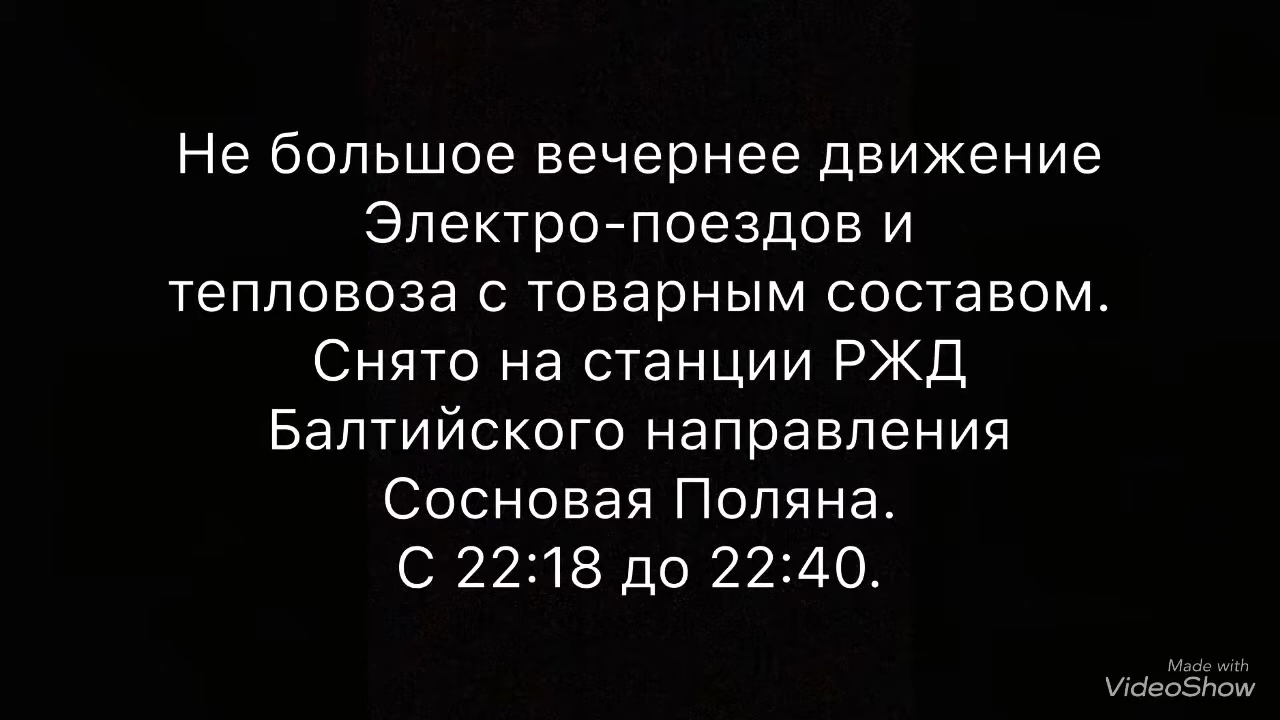 Не большое вечернее движение
Электро-поездов и
тепловоза с товарным составом.
Снято на станции РЖД
Балтийского направления
Сосновая Поляна.
С 22:18 до 22:40.
Made with
VideoShow